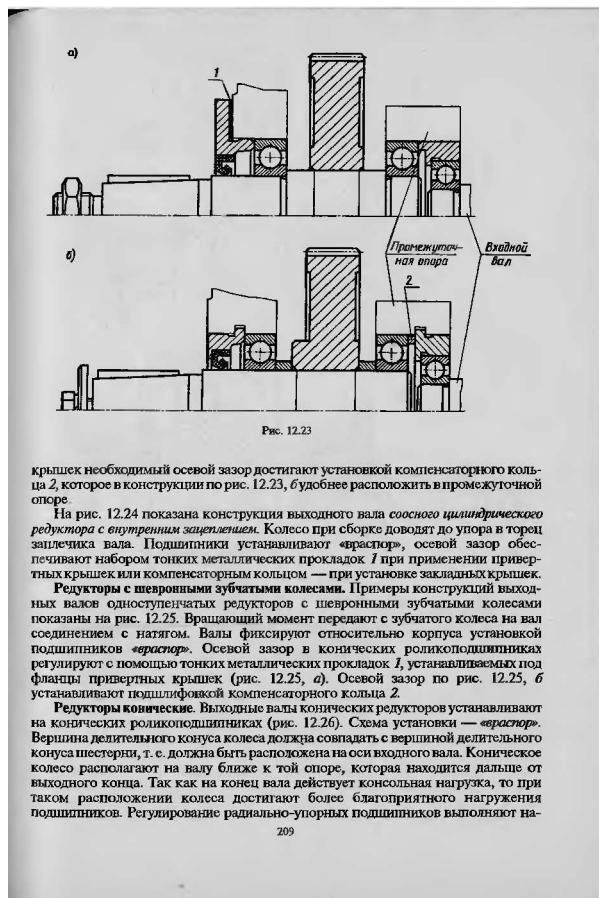 а)
1
б)
Промежуточ-
ная опора
Входной
вал
2
Рис. 12.23
крышек необходимый осевой зазор достигают установкой компенсаторного коль-
ца 2, которое в конструкции по рис. 12.23, б удобнее расположить в промежуточной
опоре.
На рис. 12.24 показана конструкция выходного вала соосного цилиндрического
редуктора с внутренним зацеплением. Колесо при сборке доводят до упора в торец
заплечика вала. Подшипники устанавливают «враспор», осевой зазор обес-
печивают набором тонких металлических прокладок 1 при применении приверт-
ных крышек или компенсаторным кольцом — при установке закладных крышек.
Редукторы с шевронными зубчатыми колесами. Примеры конструкций выход-
ных валов одноступенчатых редукторов с шевронными зубчатыми колесами
показаны на рис. 12.25. Вращающий момент передают с зубчатого колеса на вал
соединением с натягом. Валы фиксируют относительно корпуса установкой
подшипников «враспор». Осевой зазор в конических роликоподшипниках
регулируют с помощью тонких металлических прокладок 1, устанавливаемых под
фланцы привертных крышек (рис. 12.25, а). Осевой зазор по рис. 12.25, б
устанавливают подшлифовкой компенсаторного кольца 2.
Редукторы конические. Выходные валы конических редукторов устанавливают
на конических роликоподшипниках (рис. 12.26). Схема установки — «враспор».
Вершина делительного конуса колеса должна совпадать с вершиной делительного
конуса шестерни, т. е. должна быть расположена на оси входного вала. Коническое
колесо располагают на валу ближе к той опоре, которая находится дальше от
выходного конца. Так как на конец вала действует консольная нагрузка, то при
таком расположении колеса достигают более благоприятного нагружения
подшипников. Регулирование радиально-упорных подшипников выполняют на-
209